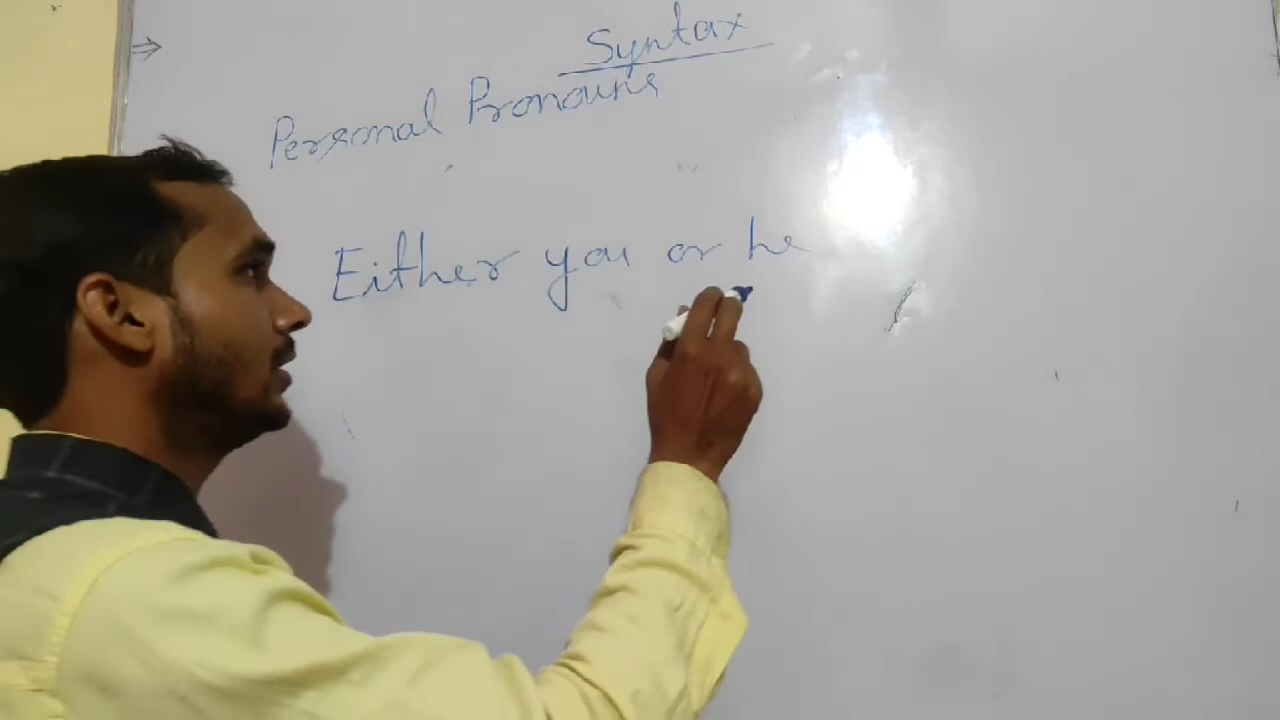 ⇒ Syntax
Personal Pronouns
Either you or he